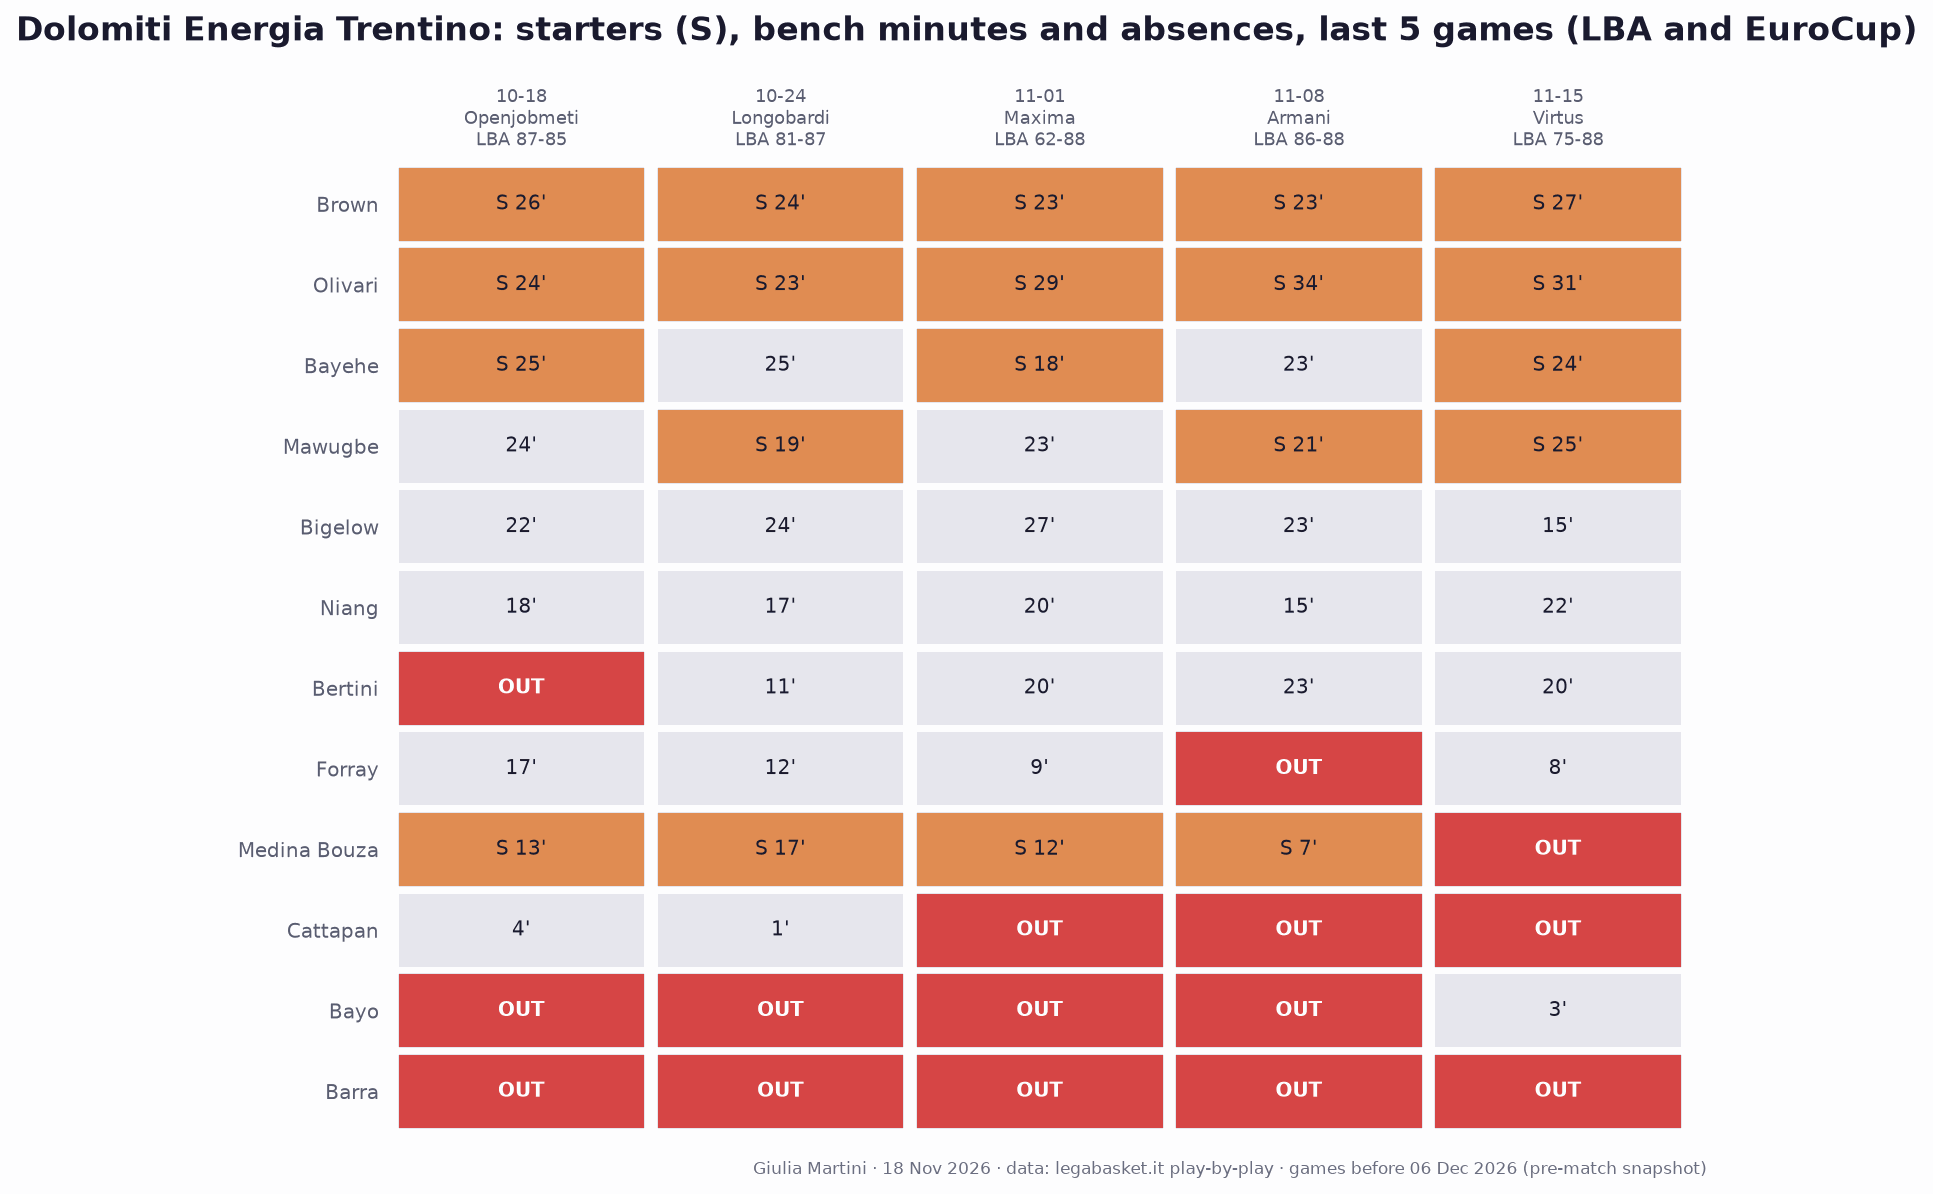 Dolomiti Energia Trentino: starters (S), bench minutes and absences, last 5 games (LBA and EuroCup)
10-18 10-24 11-01 11-08 11-15
Openjobmeti Longobardi Maxima Armani Virtus
LBA 87-85 LBA 81-87 LBA 62-88 LBA 86-88 LBA 75-88
Brown S 26' S 24' S 23' S 23' S 27'
Olivari S 24' S 23' S 29' S 34' S 31'
Bayehe S 25' 25' S 18' 23' S 24'
Mawugbe 24' S 19' 23' S 21' S 25'
Bigelow 22' 24' 27' 23' 15'
Niang 18' 17' 20' 15' 22'
Bertini OUT 11' 20' 23' 20'
Forray 17' 12' 9' OUT 8'
Medina Bouza S 13' S 17' S 12' S 7' OUT
Cattapan 4' 1' OUT OUT OUT
Bayo OUT OUT OUT OUT 3'
Barra OUT OUT OUT OUT OUT
Giulia Martini · 18 Nov 2026 · data: legabasket.it play-by-play · games before 06 Dec 2026 (pre-match snapshot)